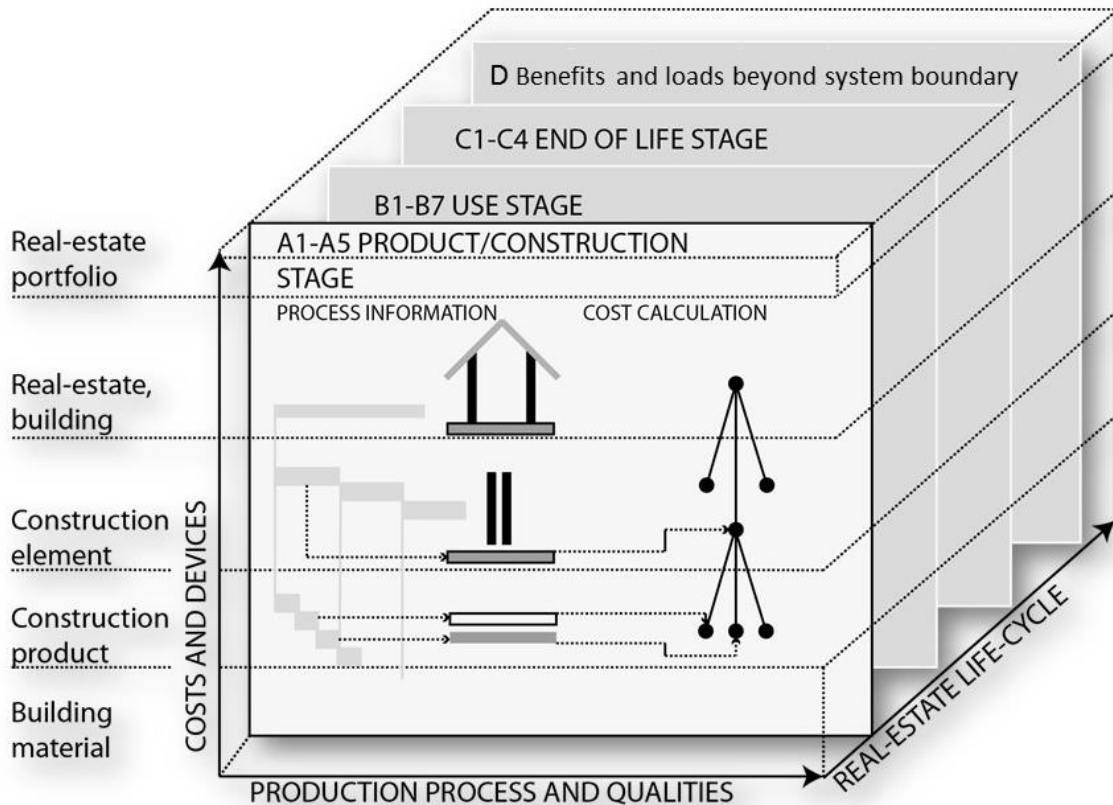 D Benefits and loads beyond system boundary
C1-C4 END OF LIFE STAGE
B1-B7 USE STAGE
A1-A5 PRODUCT/CONSTRUCTION
STAGE
PROCESS INFORMATION
COST CALCULATION
Real-estate
portfolio
Real-estate,
building
Construction
element
Construction
product
Building
material
COSTS AND DEVICES
PRODUCTION PROCESS AND QUALITIES
REAL-ESTATE LIFE-CYCLE